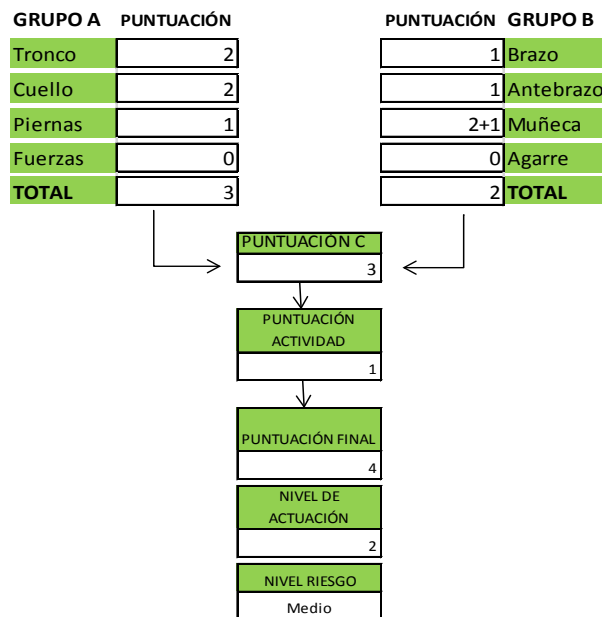 GRUPO A PUNTUACIÓN PUNTUACIÓN GRUPO B
Tronco 2 1 Brazo
Cuello 2 1 Antebrazo
Piernas 1 2+1 Muñeca
Fuerzas 0 0 Agarre
TOTAL 3 2 TOTAL
PUNTUACIÓN C
3
PUNTUACIÓN
ACTIVIDAD
1
PUNTUACIÓN FINAL
4
NIVEL DE
ACTUACIÓN
2
NIVEL RIESGO
Medio